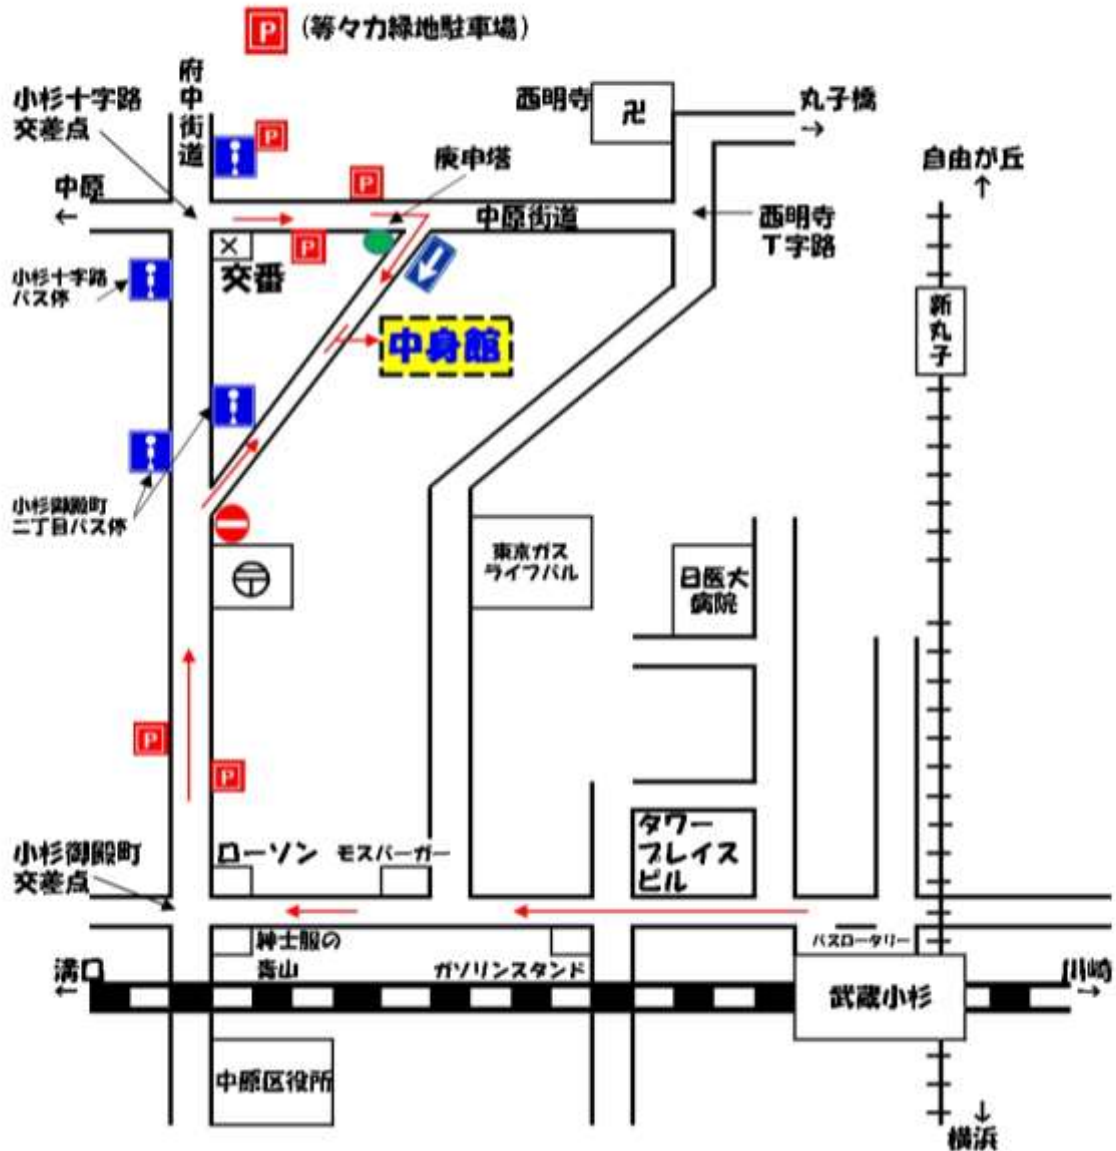 P (等々力緑地駐車場)
府中街道
小杉十字路
交差点
P
西明寺
卍
丸子橋
→
庚申塔
自由が丘
↑
中原
←
P
中原街道
西明寺
T字路
×
P
交番
小杉十字路
バス停
新丸子
中身館
小杉御殿町
二丁目バス停
〒
東京ガス
ライフバル
日医大
病院
P
P
小杉御殿町
交差点
ローソン
モスバーガー
タワー
プレイス
ビル
紳士服の
青山
ガソリンスタンド
バスロータリー
溝口
←
武蔵小杉
川崎
→
中原区役所
↓
横浜